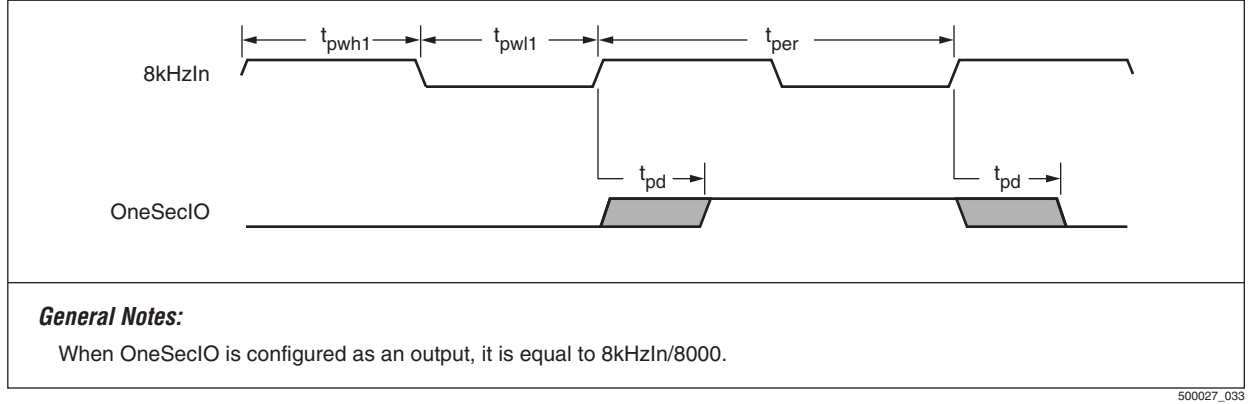 tpwh1 tpwl1 tper
8kHzIn
tpd tpd
OneSecIO
General Notes:
When OneSecIO is configured as an output, it is equal to 8kHzIn/8000.
500027_033